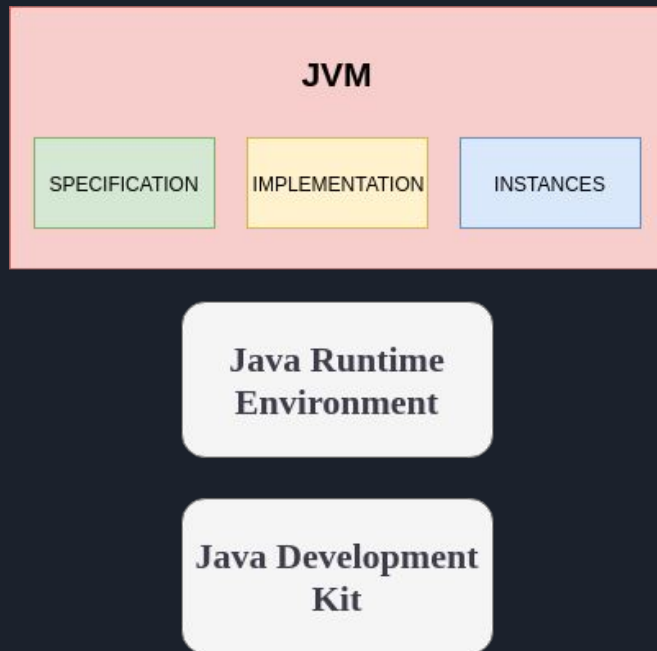 JVM
SPECIFICATION
IMPLEMENTATION
INSTANCES
Java Runtime
Environment
Java Development
Kit